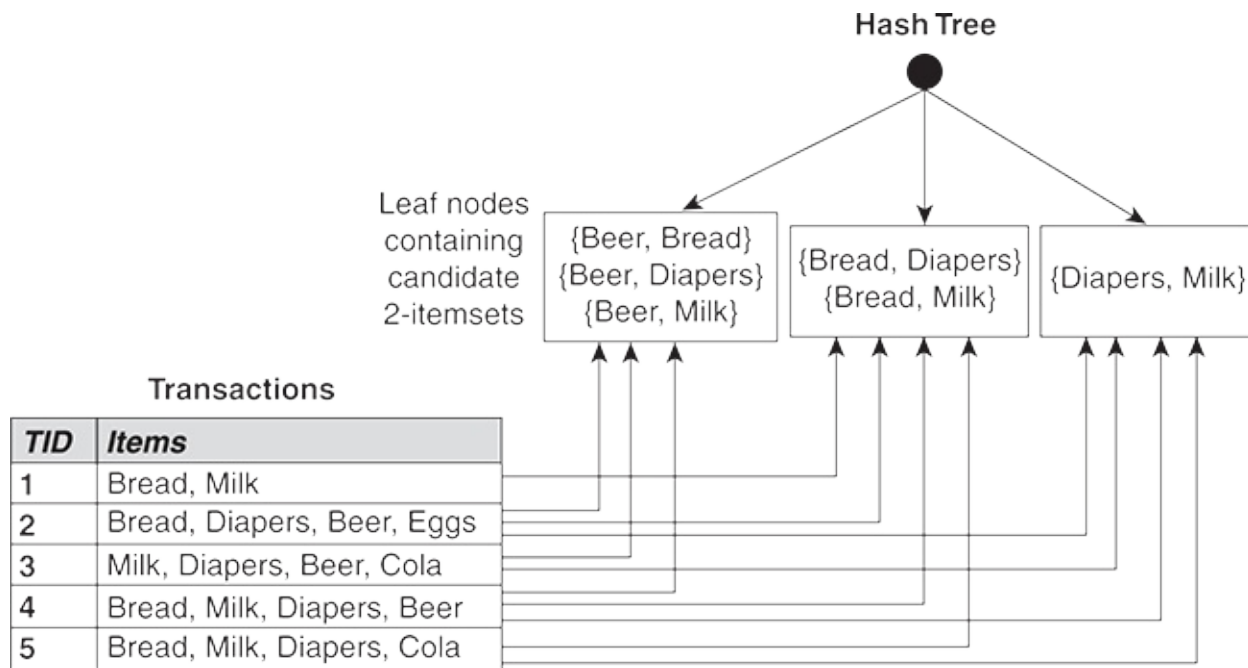 Hash Tree
Leaf nodes
containing
candidate
2-itemsets
{Beer, Bread}
{Beer, Diapers}
{Beer, Milk}
{Bread, Diapers}
{Bread, Milk}
{Diapers, Milk}
Transactions
TID Items
1 Bread, Milk
2 Bread, Diapers, Beer, Eggs
3 Milk, Diapers, Beer, Cola
4 Bread, Milk, Diapers, Beer
5 Bread, Milk, Diapers, Cola